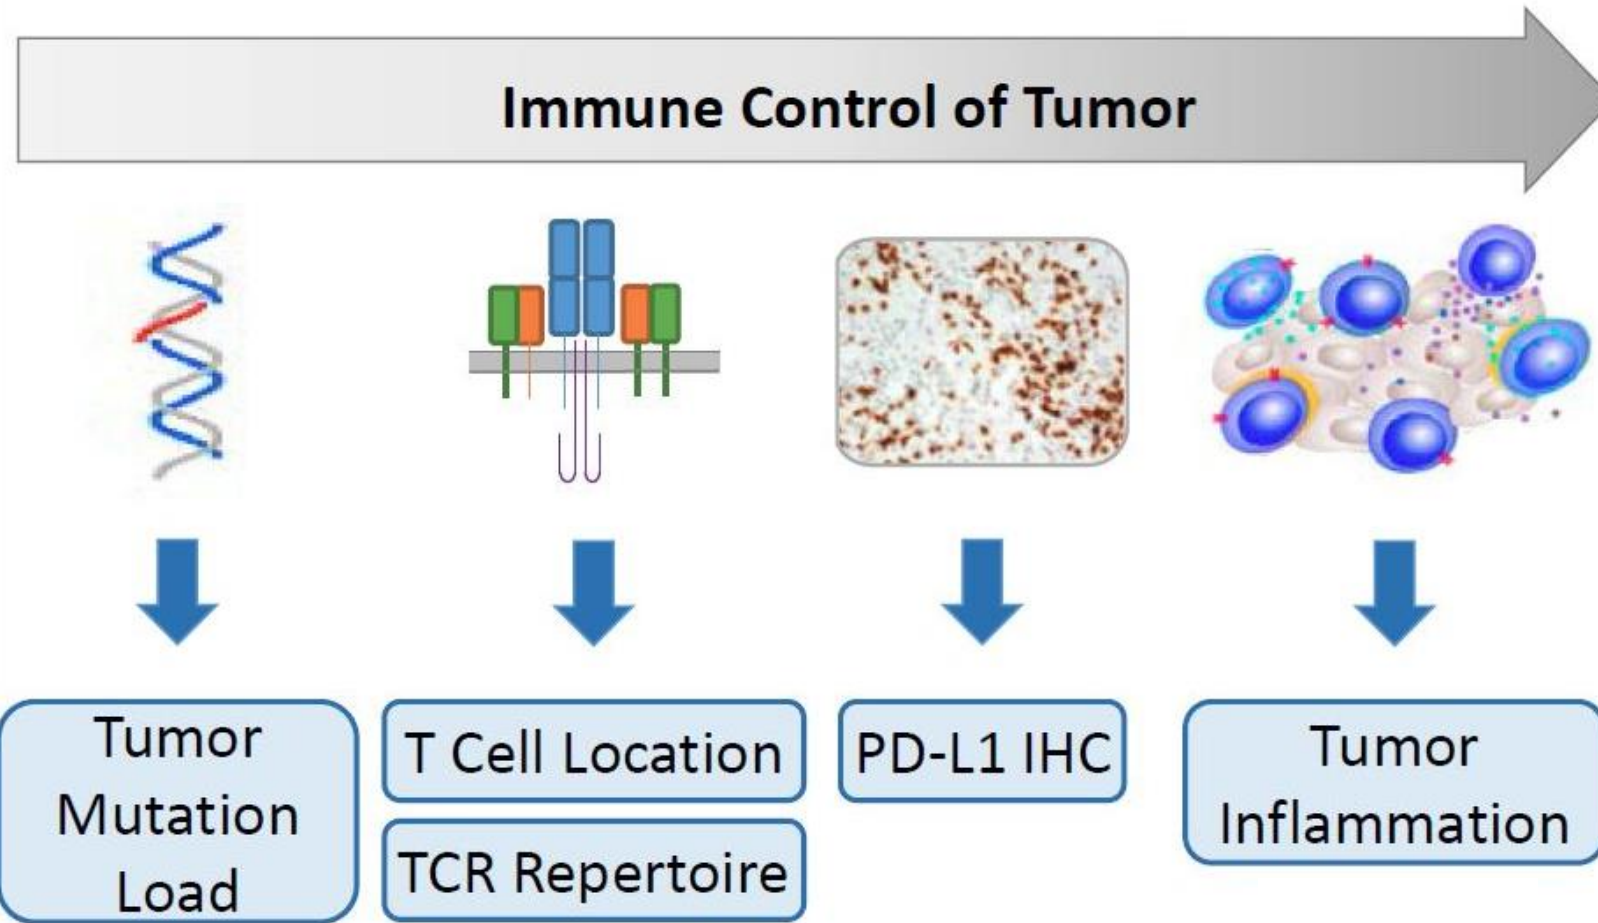 Immune Control of Tumor
Tumor
Mutation
Load
T Cell Location
TCR Repertoire
PD-L1 IHC
Tumor
Inflammation